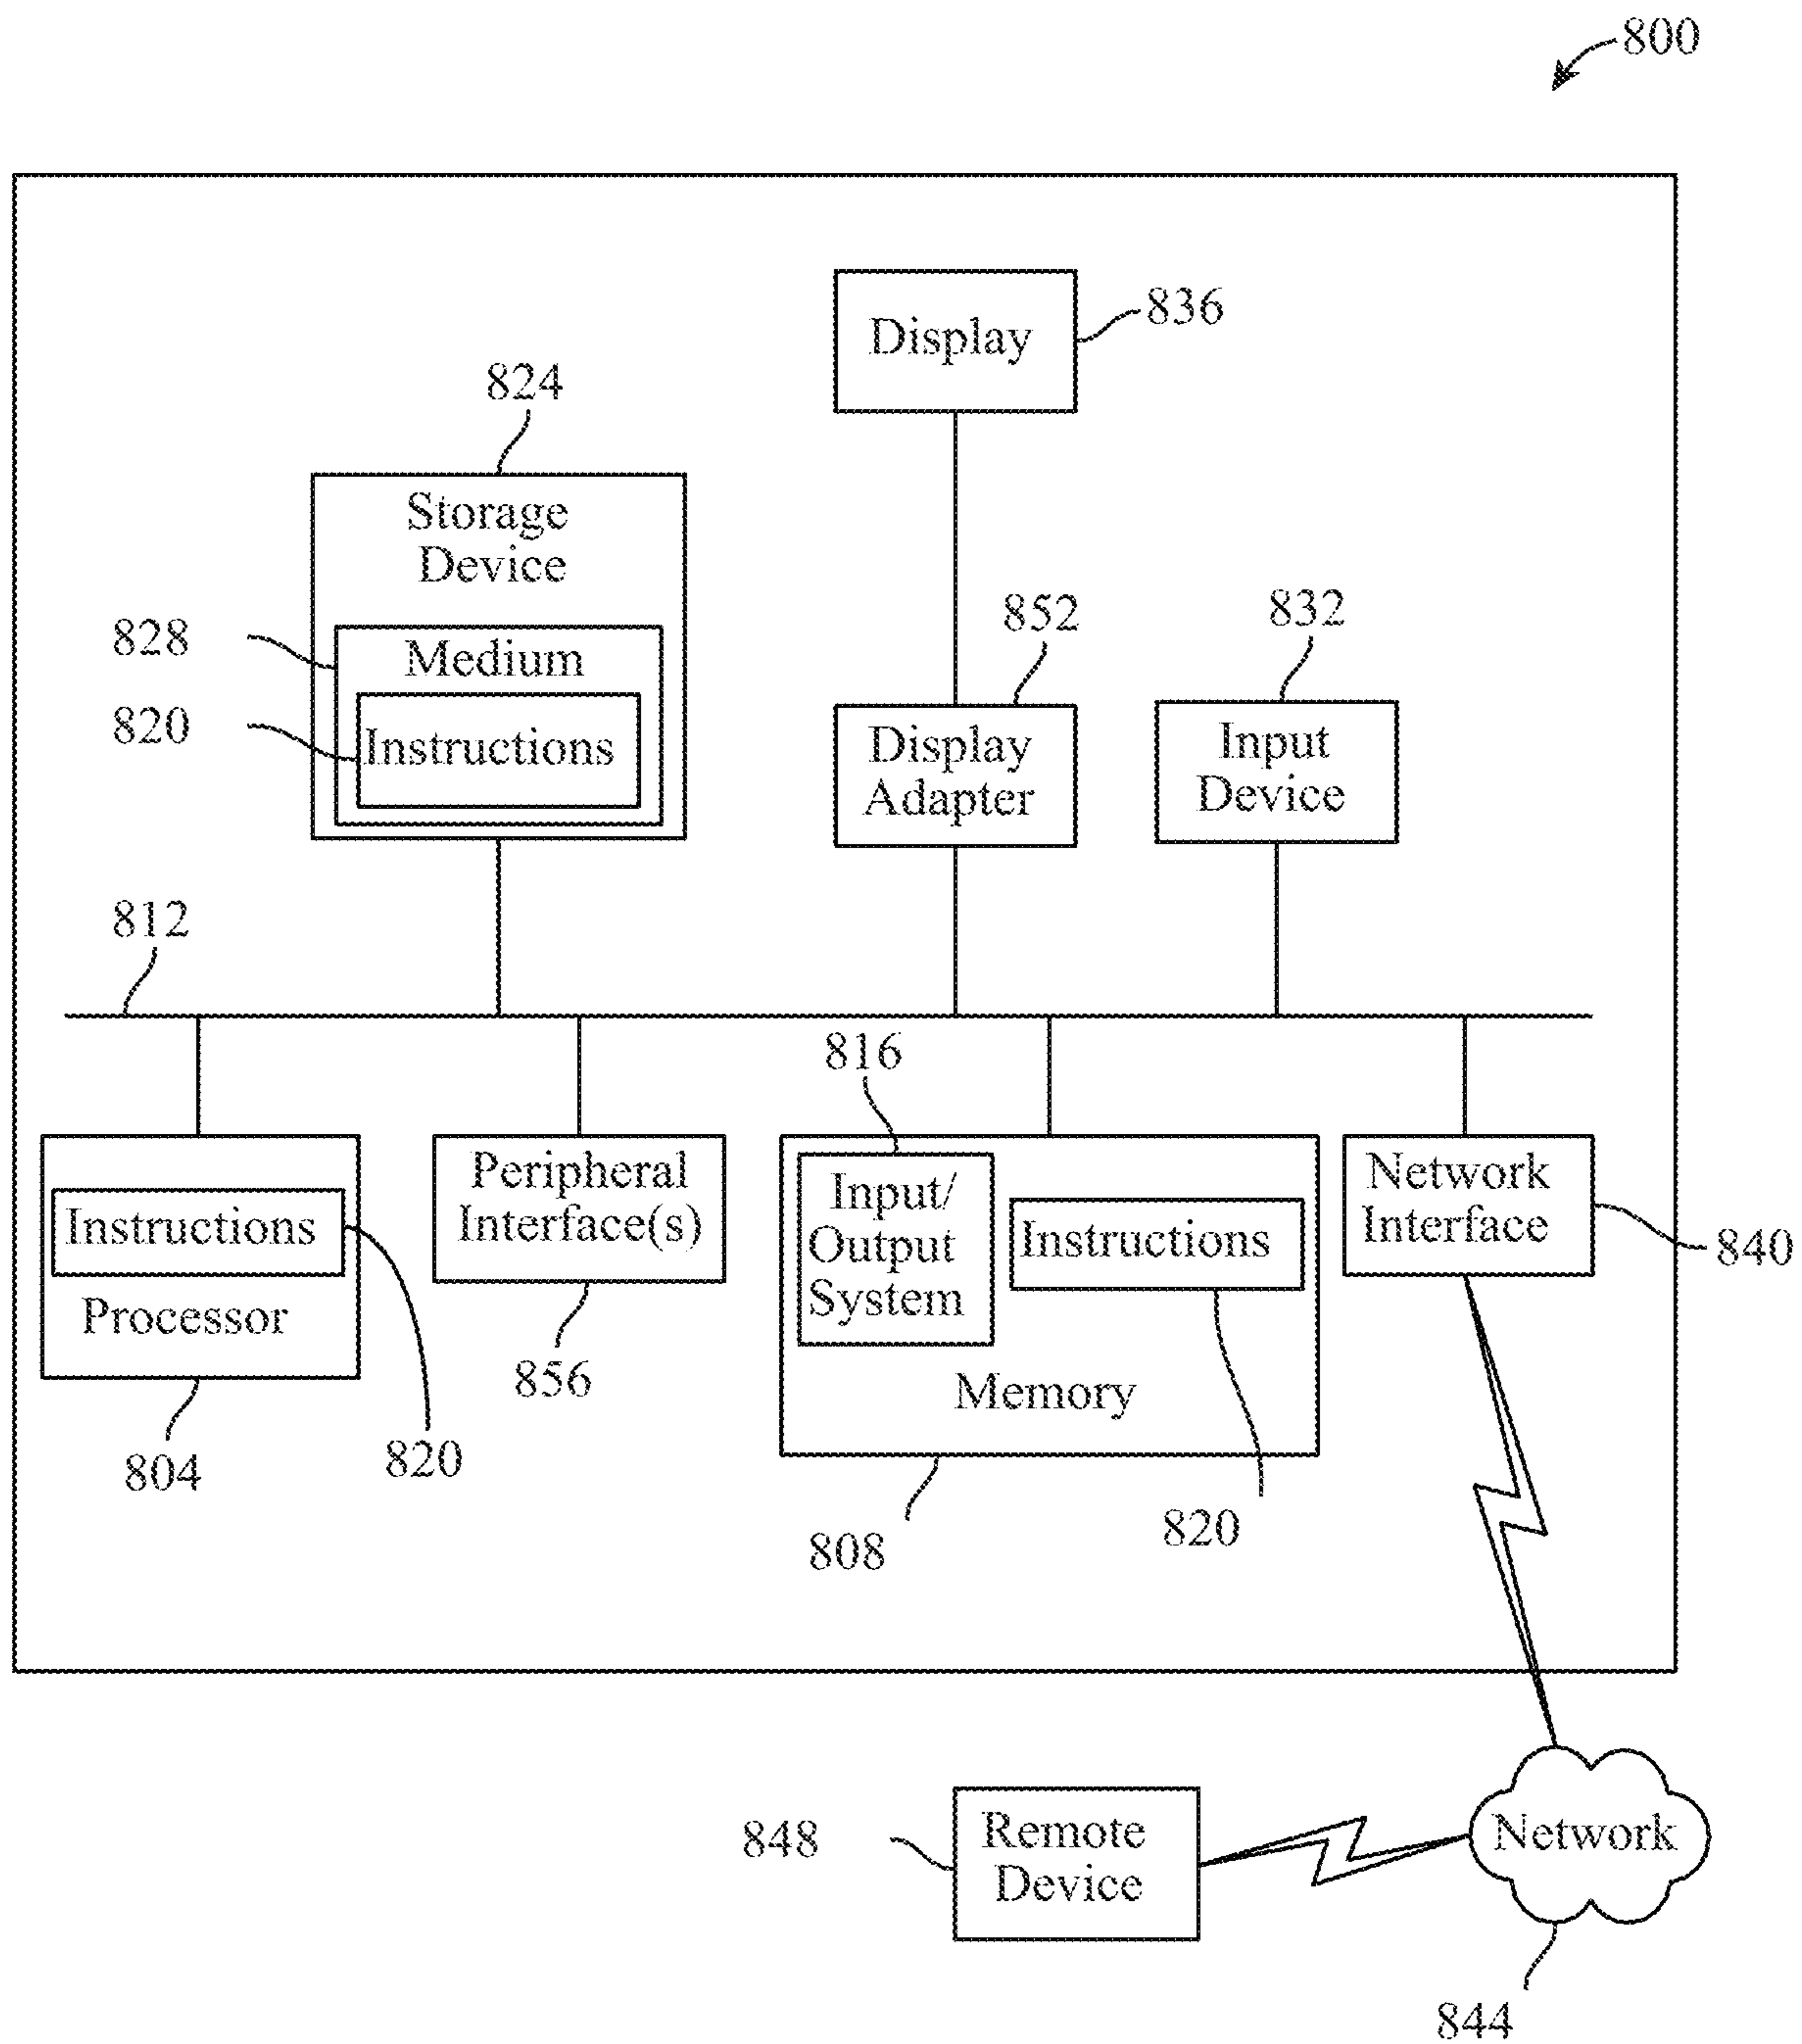 800
Display
836
824
Storage
Device
828
Medium
820
Instructions
852
Display
Adapter
832
Input
Device
812
816
Instructions
Processor
804
820
Peripheral
Interface(s)
856
Input/
Output
System
Instructions
Memory
808
820
Network
Interface
840
848
Remote
Device
Network
844